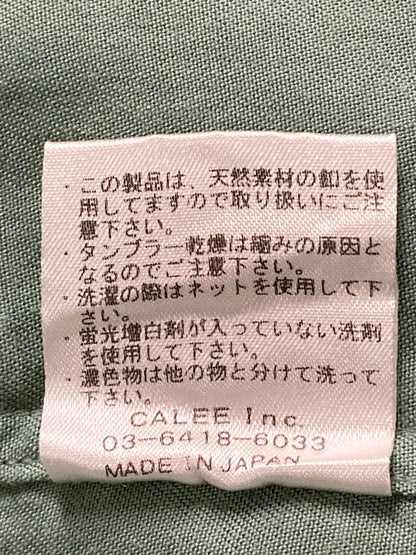 ・この製品は、天然素材の釦を使
用してますので取り扱いにご注
意下さい。
・タンブラー乾燥は縮みの原因と
なるのでご注意下さい。
・洗濯の際はネットを使用して下
さい。
・蛍光増白剤が入っていない洗剤
を使用して下さい。
・濃色物は他の物と分けて洗って
下さい。
CALEE Inc.
03-6418-6033
MADE IN JAPAN